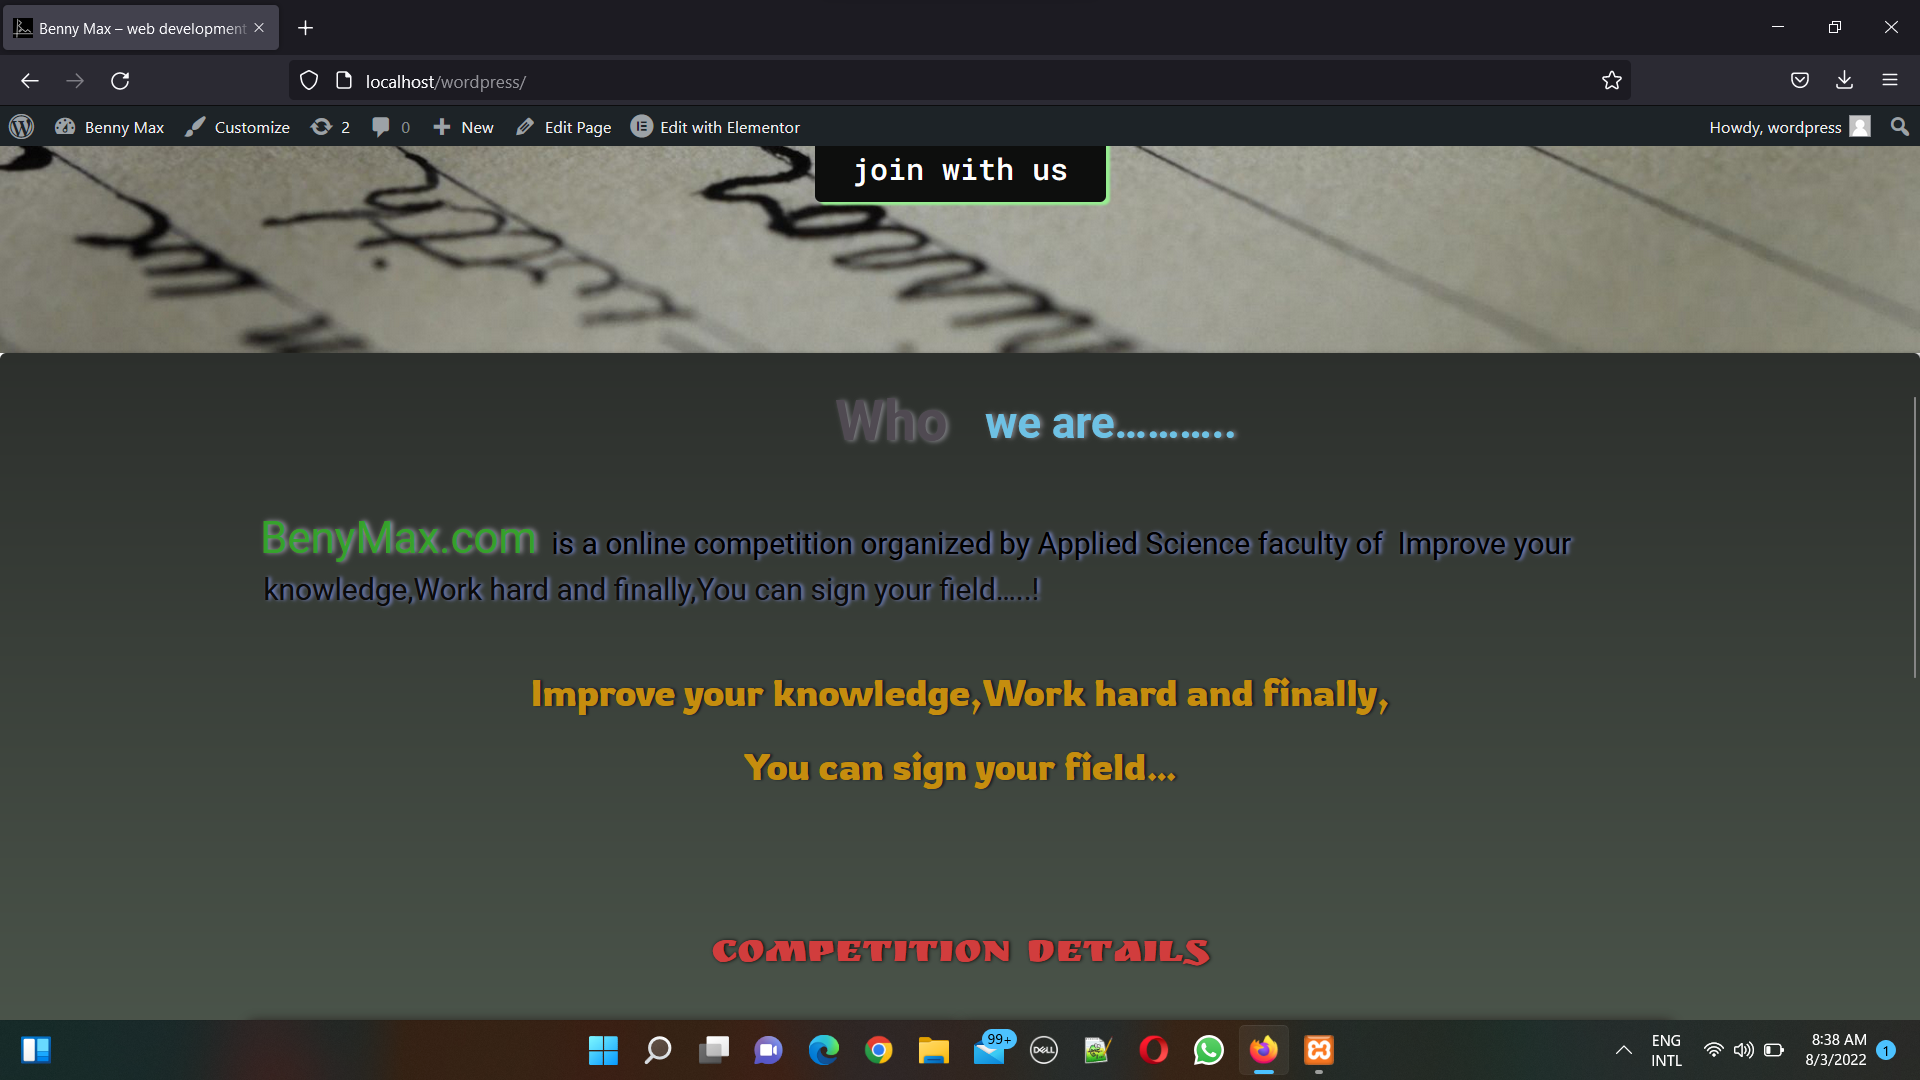 Benny Max – web development
localhost/wordpress/
Benny Max Customize 2 0 New Edit Page Edit with Elementor Howdy, wordpress
join with us
Who we are………..
BenyMax.com is a online competition organized by Applied Science faculty of Improve your
knowledge,Work hard and finally,You can sign your field…..!
Improve your knowledge,Work hard and finally,
You can sign your field...
COMPETITION DETAILS
99+
DELL
ENG
INTL
8:38 AM
8/3/2022
1